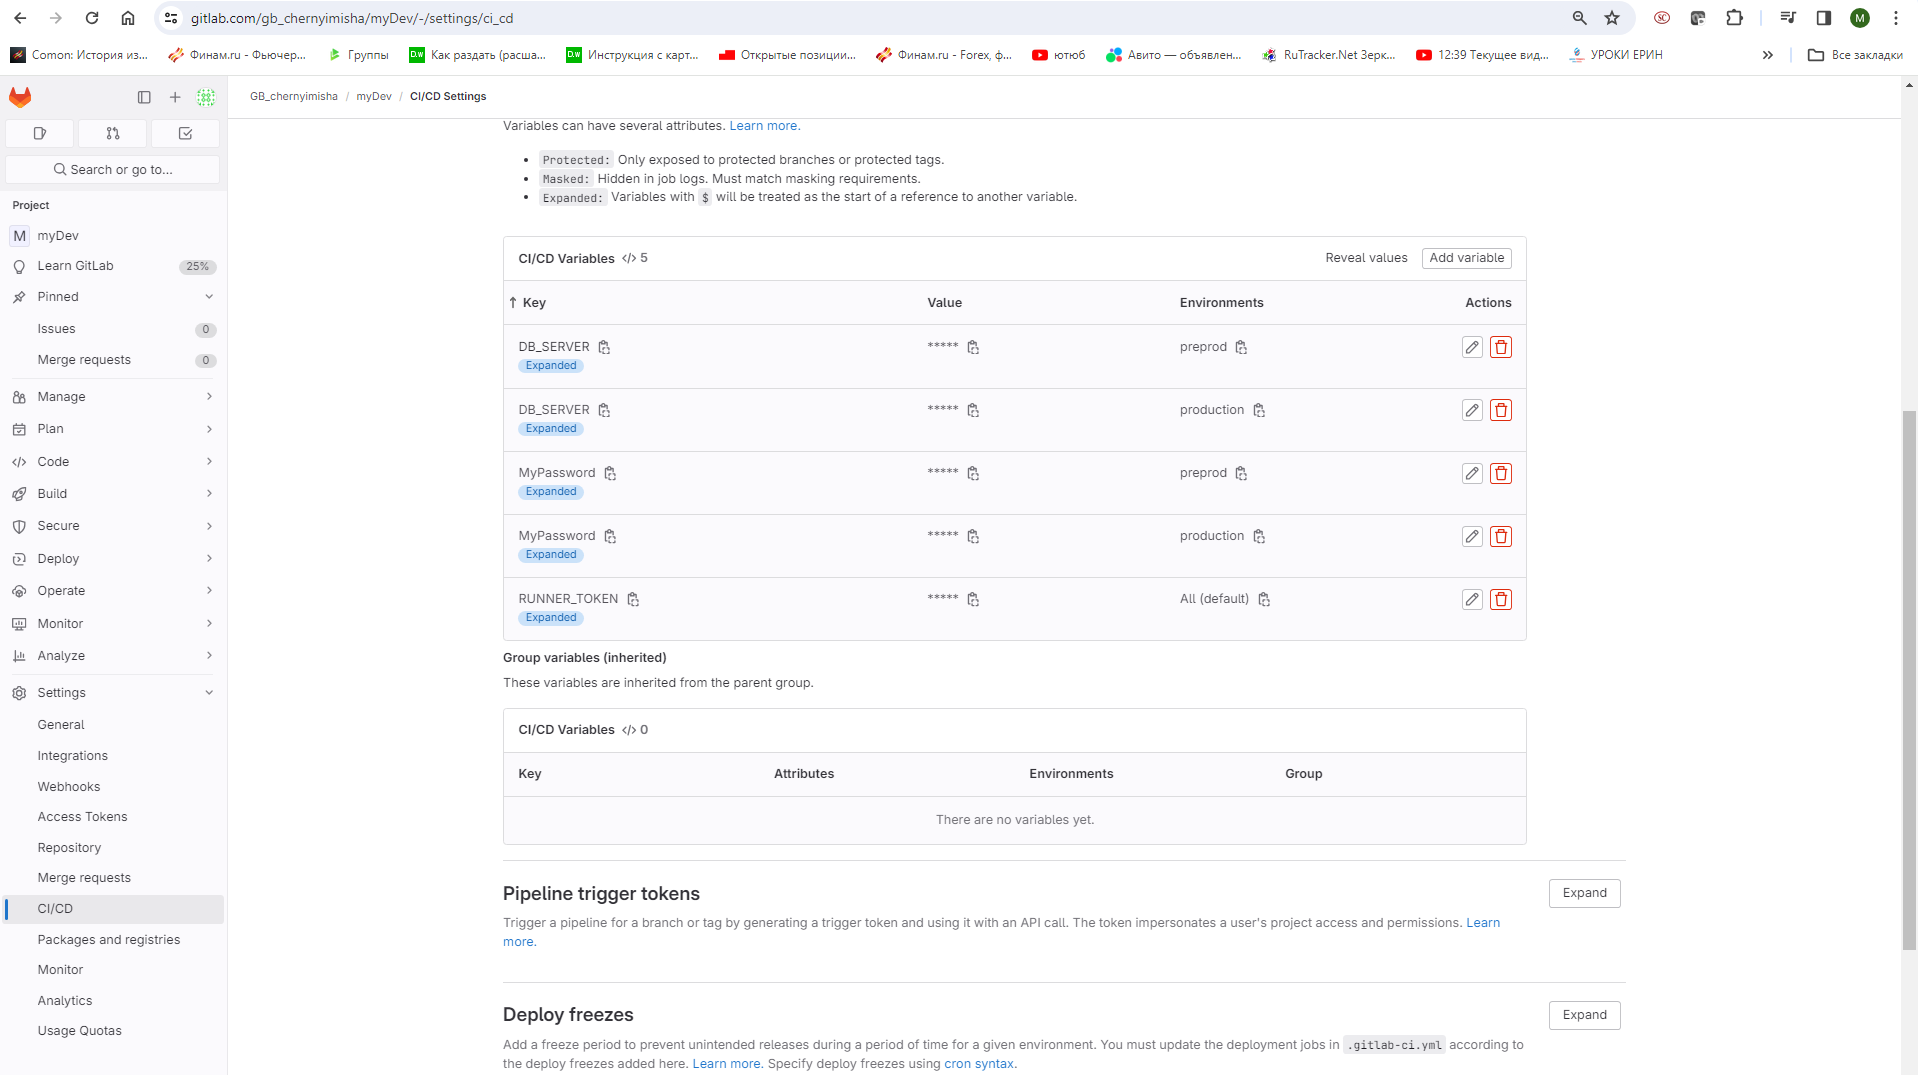 gitlab.com/gb_chernyimisha/myDev/-/settings/ci_cd
M
Comon: История из...
Финам.ru - Фьючер...
Группы
D.W Как раздать (расша...
D.W Инструкция с карт...
Открытые позиции...
Финам.ru - Forex, ф...
ютюб
Авито — объявлен...
RuTracker.Net Зерк...
12:39 Текущее вид...
УРОКИ ЕРИН
»
Все закладки
GB_chernyimisha / myDev / CI/CD Settings
Search or go to...
Project
M myDev
Learn GitLab 25%
Pinned
Issues 0
Merge requests 0
Manage
Plan
Code
Build
Secure
Deploy
Operate
Monitor
Analyze
Settings
General
Integrations
Webhooks
Access Tokens
Repository
Merge requests
CI/CD
Packages and registries
Monitor
Analytics
Usage Quotas
Variables can have several attributes. Learn more.
• Protected: Only exposed to protected branches or protected tags.
• Masked: Hidden in job logs. Must match masking requirements.
• Expanded: Variables with $ will be treated as the start of a reference to another variable.
CI/CD Variables </> 5 Reveal values Add variable
↑ Key Value Environments Actions
DB_SERVER ***** preprod
Expanded
DB_SERVER ***** production
Expanded
MyPassword ***** preprod
Expanded
MyPassword ***** production
Expanded
RUNNER_TOKEN ***** All (default)
Expanded
Group variables (inherited)
These variables are inherited from the parent group.
CI/CD Variables </> 0
Key Attributes Environments Group
There are no variables yet.
Pipeline trigger tokens Expand
Trigger a pipeline for a branch or tag by generating a trigger token and using it with an API call. The token impersonates a user's project access and permissions. Learn
more.
Deploy freezes Expand
Add a freeze period to prevent unintended releases during a period of time for a given environment. You must update the deployment jobs in .gitlab-ci.yml according to
the deploy freezes added here. Learn more. Specify deploy freezes using cron syntax.